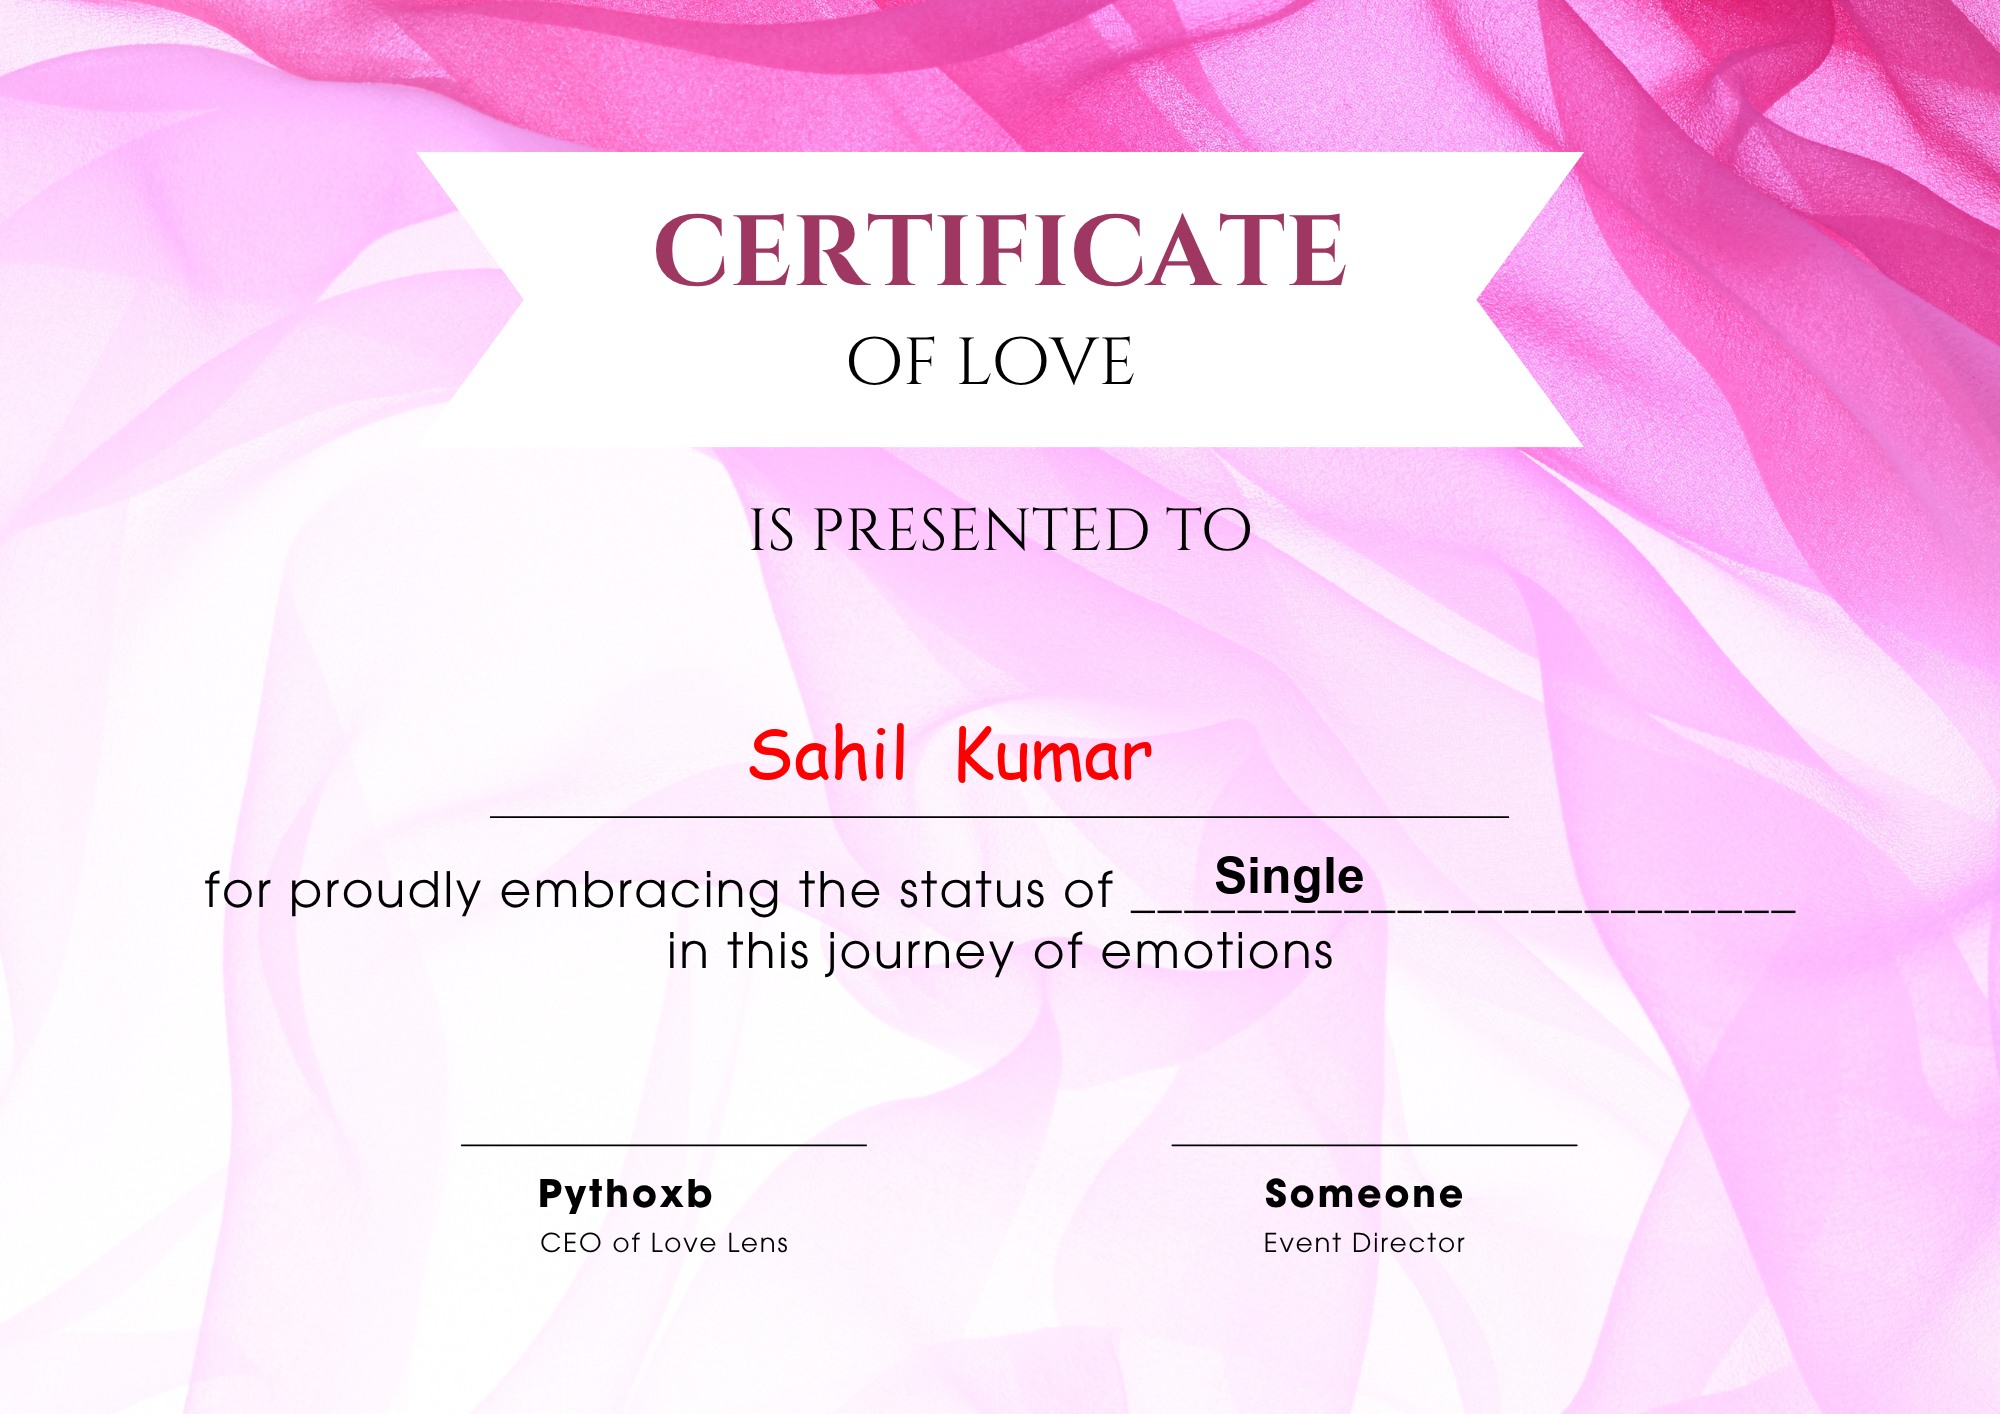 CERTIFICATE
OF LOVE
IS PRESENTED TO
Sahil Kumar
for proudly embracing the status of Single_________________________
in this journey of emotions
Pythoxb
CEO of Love Lens
Someone
Event Director